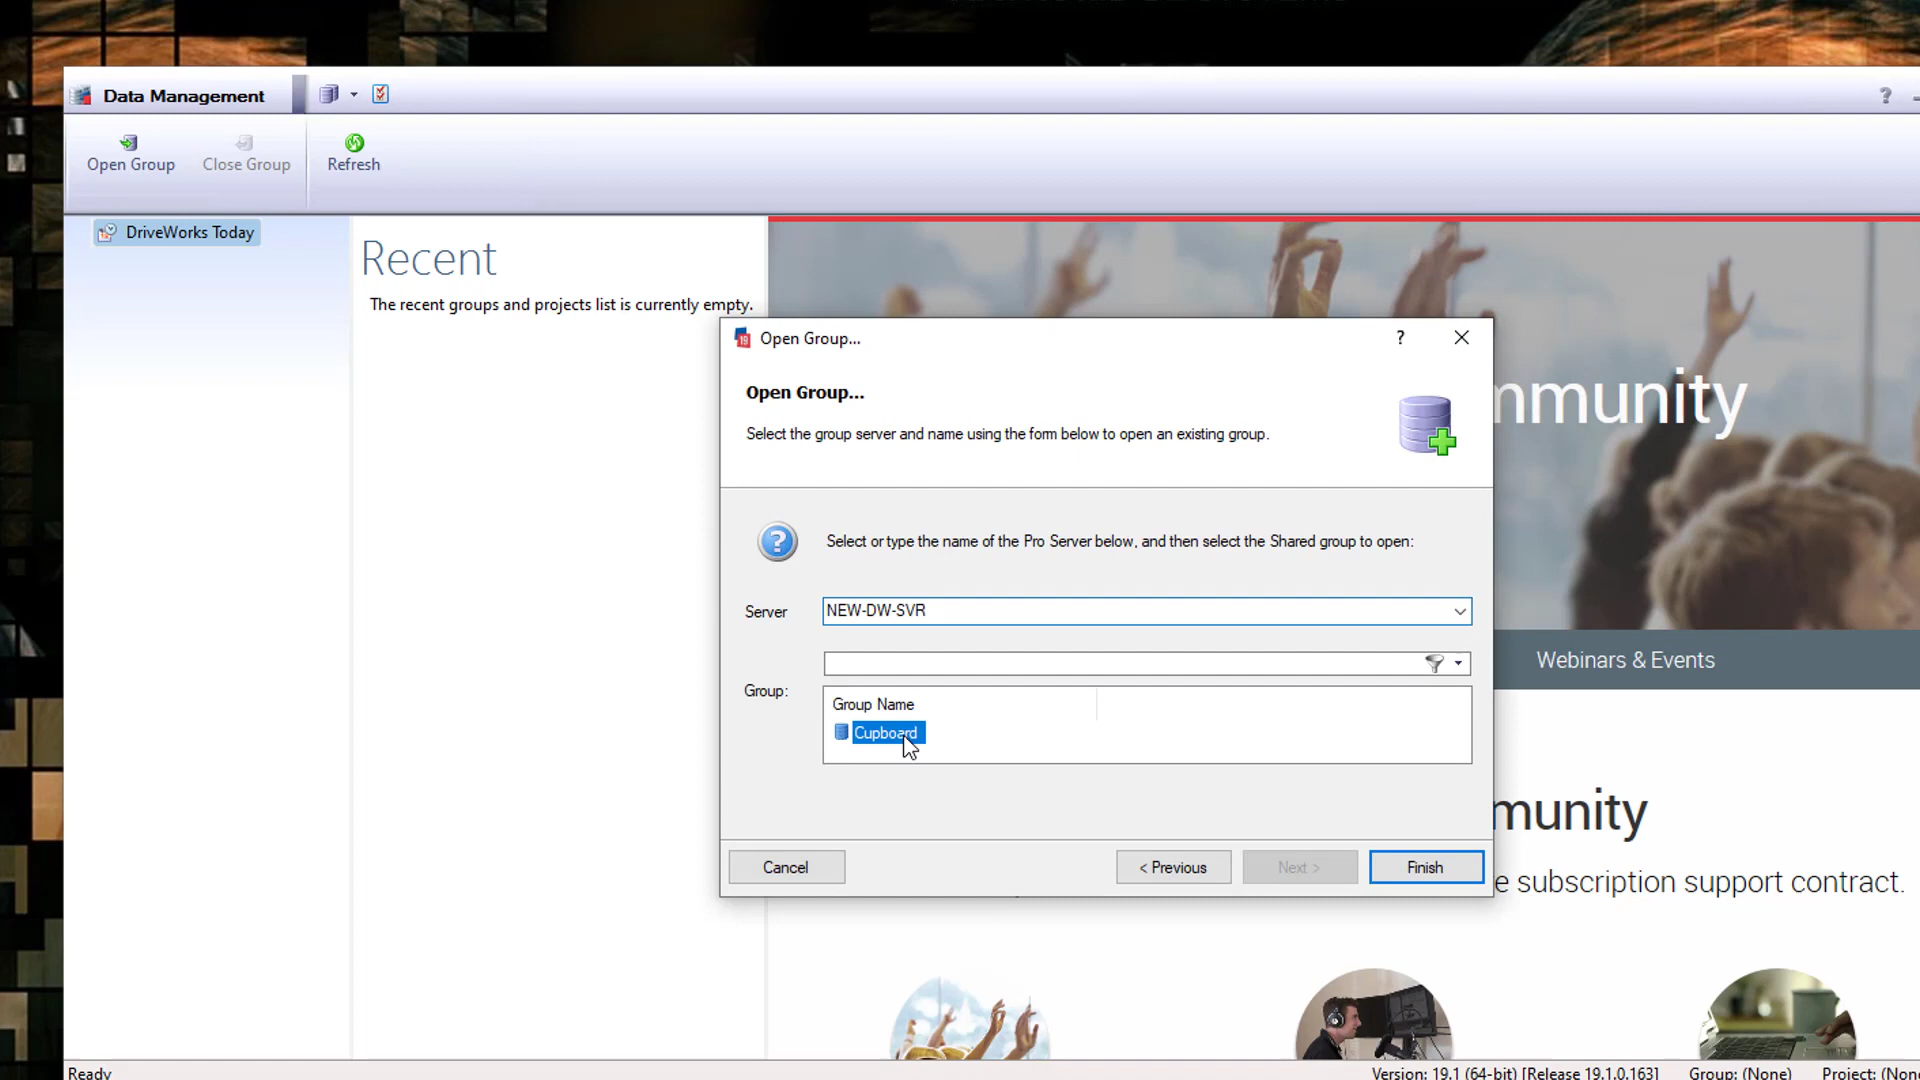 Data Management
?
Open Group
Close Group
Refresh
DriveWorks Today
Recent
The recent groups and projects list is currently empty.
mmunity
Webinars & Events
munity
e subscription support contract.
19
Open Group...
?
Open Group...
Select the group server and name using the form below to open an existing group.
Select or type the name of the Pro Server below, and then select the Shared group to open:
Server
NEW-DW-SVR
Group:
Group Name
Cupboard
Cancel
< Previous
Next >
Finish
Ready
Version: 19.1 (64-bit) [Release 19.1.0.163]
Group: (None)
Project: (Non